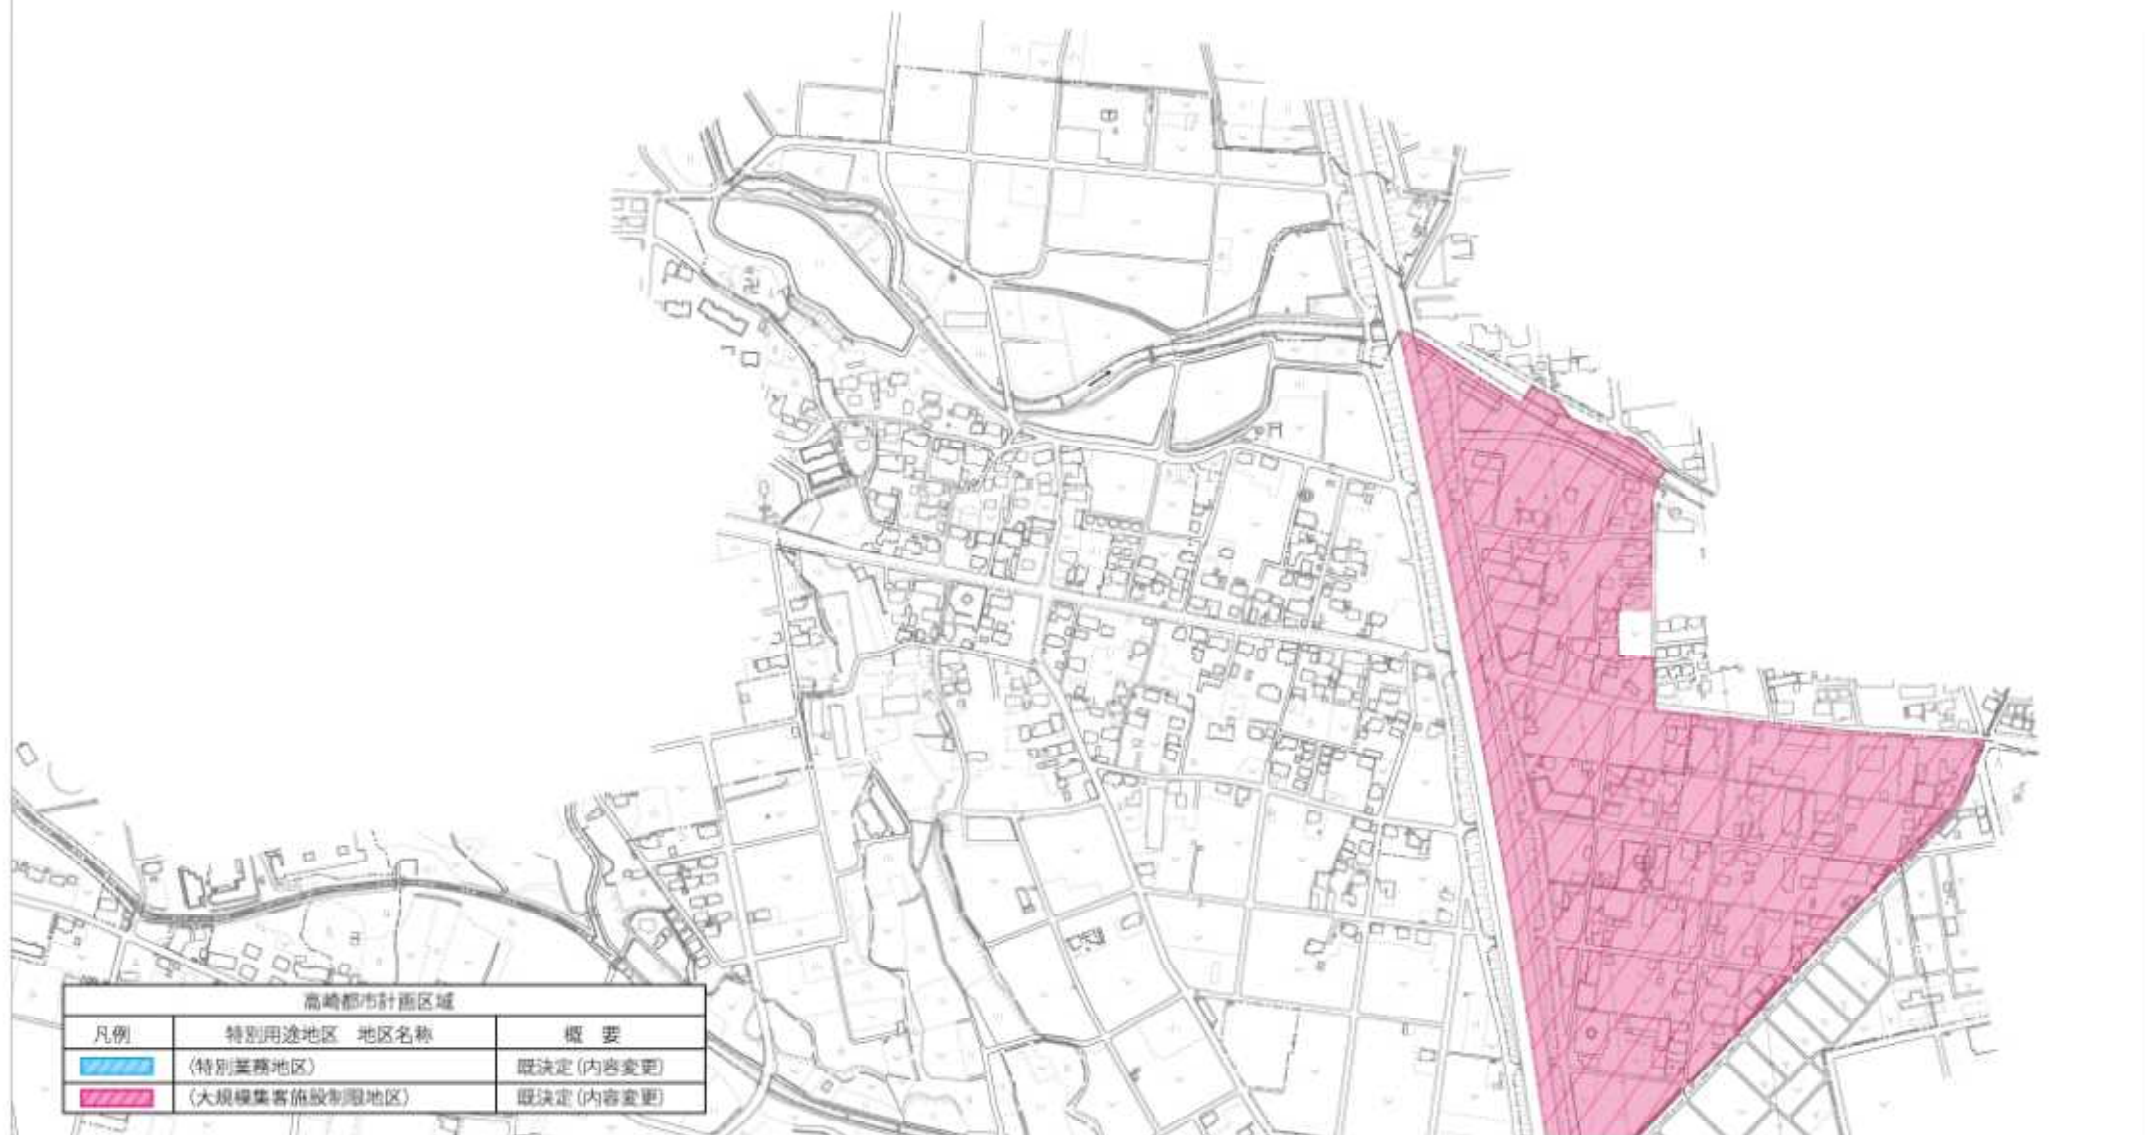 高崎都市計画区域
凡例 特別用途地区 地区名称 概 要
(特別業務地区) 既決定(内容変更)
(大規模集客施設制限地区) 既決定(内容変更)